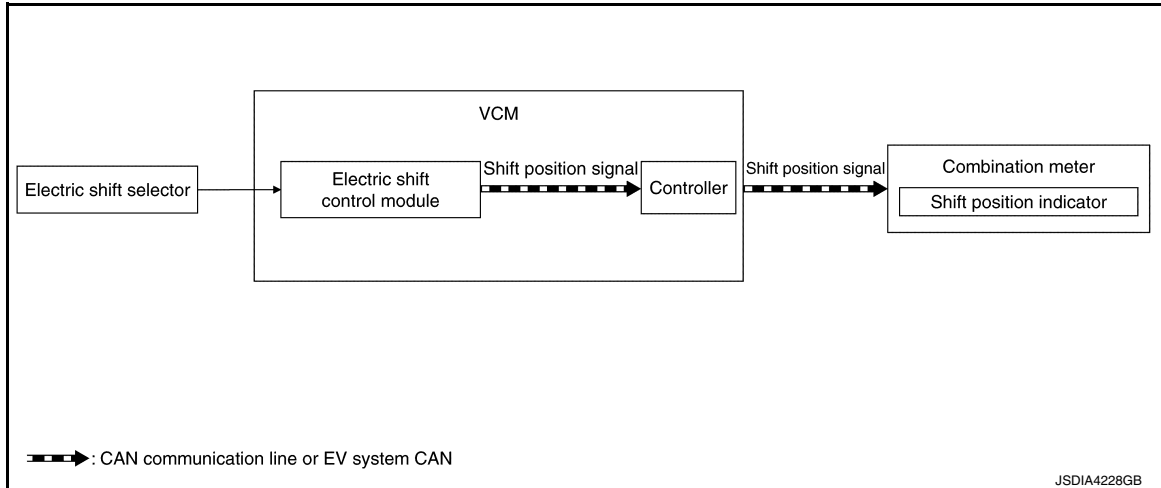 VCM
Electric shift selector
Electric shift
control module
Shift position signal
Controller
Shift position signal
Combination meter
Shift position indicator
: CAN communication line or EV system CAN
JSDIA4228GB